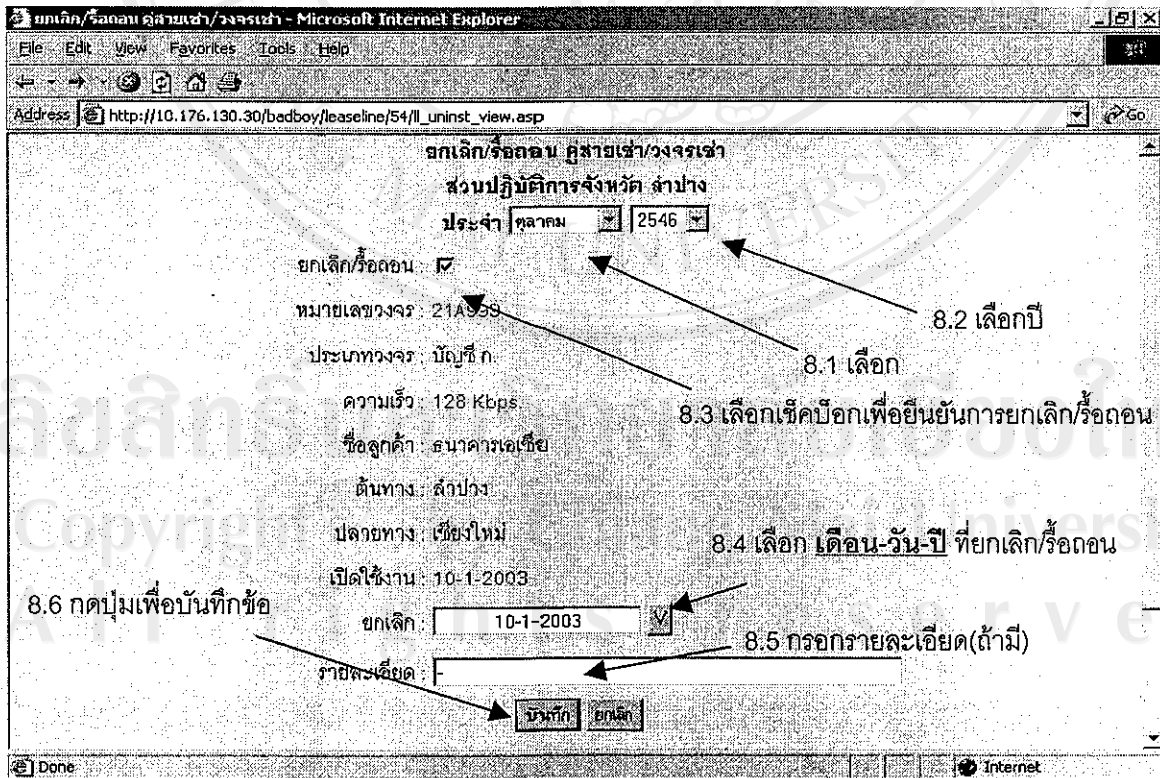 ยกเลิก/รื้อถอน คู่สายเช่า/วงจรเช่า - Microsoft Internet Explorer
File Edit View Favorites Tools Help
Address http://10.176.130.30/badboy/leaseline/54/ll_uninst_view.asp Go
ยกเลิก/รื้อถอน คู่สายเช่า/วงจรเช่า
ส่วนปฏิบัติการจังหวัด ลำปาง
ประจำ ตุลาคม 2546
ยกเลิก/รื้อถอน :
หมายเลขวงจร : 21A999
8.2 เลือกปี
ประเภทวงจร : บัญชี ก.
8.1 เลือก
ความเร็ว : 128 Kbps.
8.3 เลือกเช็คบ็อกเพื่อยืนยันการยกเลิก/รื้อถอน
ชื่อลูกค้า : ธนาคารเอเชีย
ต้นทาง : ลำปาง
ปลายทาง : เชียงใหม่
8.4 เลือก เดือน-วัน-ปี ที่ยกเลิก/รื้อถอน
เปิดใช้งาน : 10-1-2003
8.6 กดปุ่มเพื่อบันทึกข้อ
ยกเลิก : 10-1-2003 V
8.5 กรอกรายละเอียด(ถ้ามี)
รายละเอียด : -
บันทึก ยกเลิก
Done Internet
Copyright University
All rights reserve